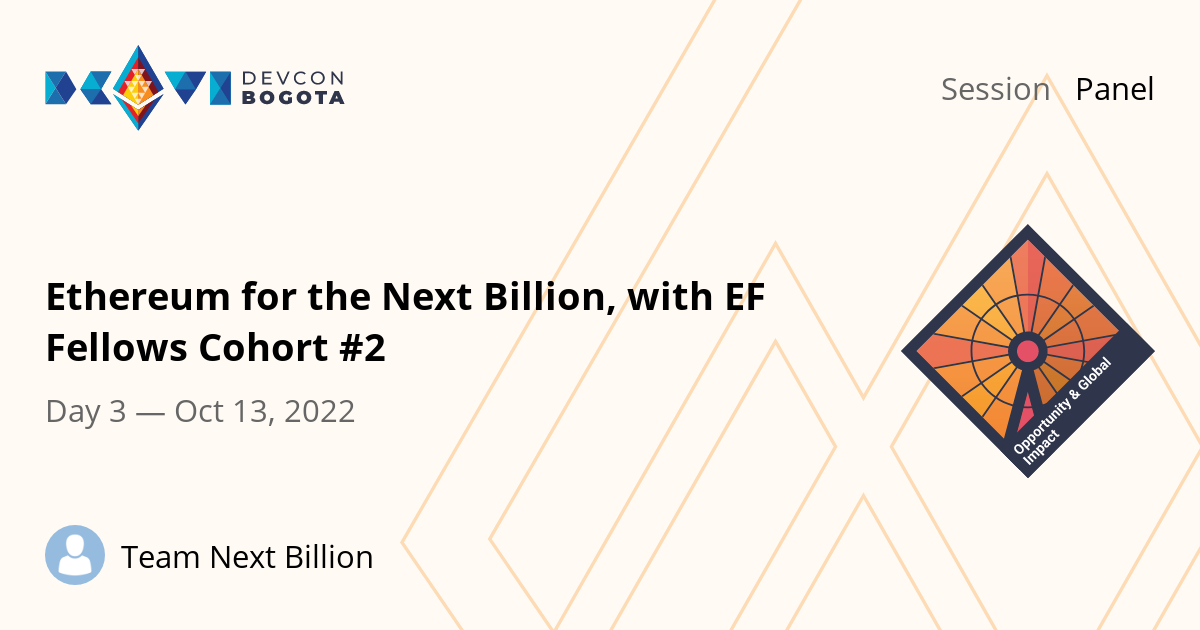 DEVCON
BOGOTA
Session Panel
Ethereum for the Next Billion, with EF
Fellows Cohort #2
Day 3 — Oct 13, 2022
Opportunity & Global
Impact
Team Next Billion